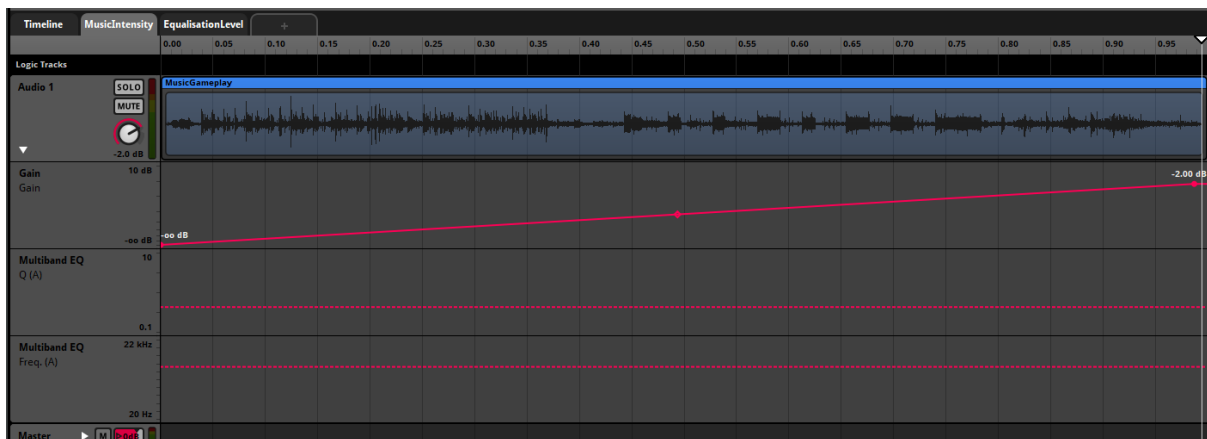 Timeline MusicIntensity EqualisationLevel +
0.00 0.05 0.10 0.15 0.20 0.25 0.30 0.35 0.40 0.45 0.50 0.55 0.60 0.65 0.70 0.75 0.80 0.85 0.90 0.95
Logic Tracks
Audio 1 SOLO MusicGameplay
MUTE
-2.0 dB
Gain 10 dB -2.00 dB
Gain
-oo dB -oo dB
Multiband EQ 10
Q (A)
0.1
Multiband EQ 22 kHz
Freq. (A)
20 Hz
Master M 0dB